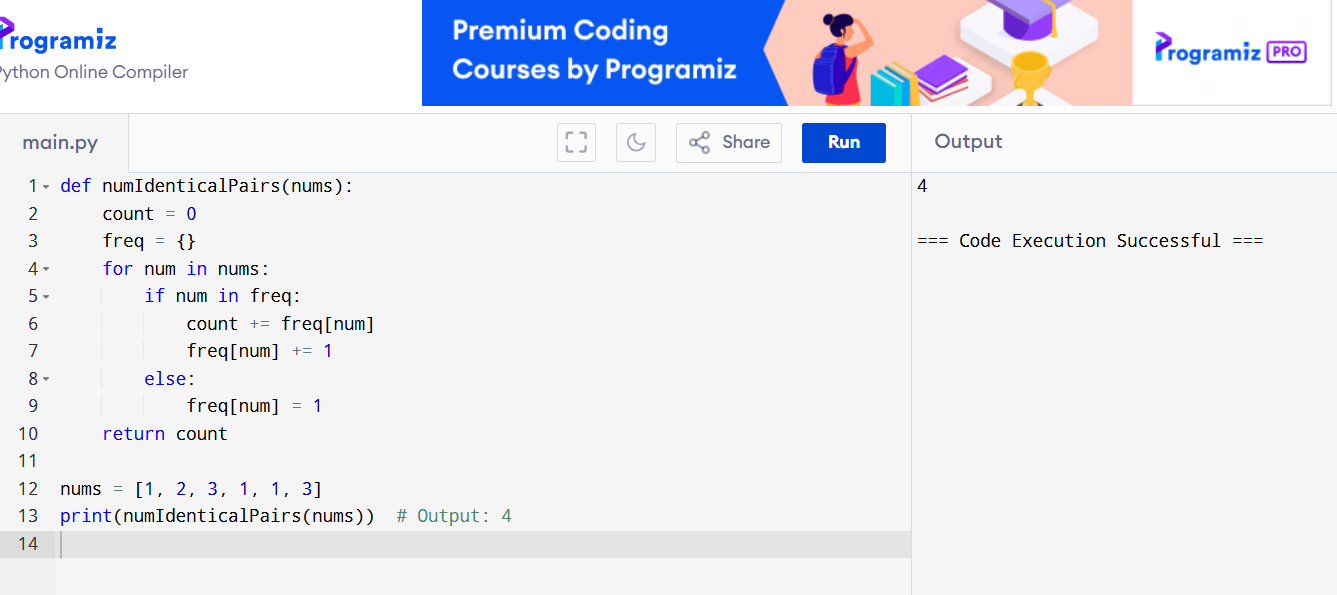 Programiz
Python Online Compiler
Premium Coding
Courses by Programiz
Programiz PRO
main.py
Share
Run
Output
1 def numIdenticalPairs(nums):
2     count = 0
3     freq = {}
4     for num in nums:
5         if num in freq:
6             count += freq[num]
7             freq[num] += 1
8         else:
9             freq[num] = 1
10     return count
11
12 nums = [1, 2, 3, 1, 1, 3]
13 print(numIdenticalPairs(nums))  # Output: 4
14
4
=== Code Execution Successful ===